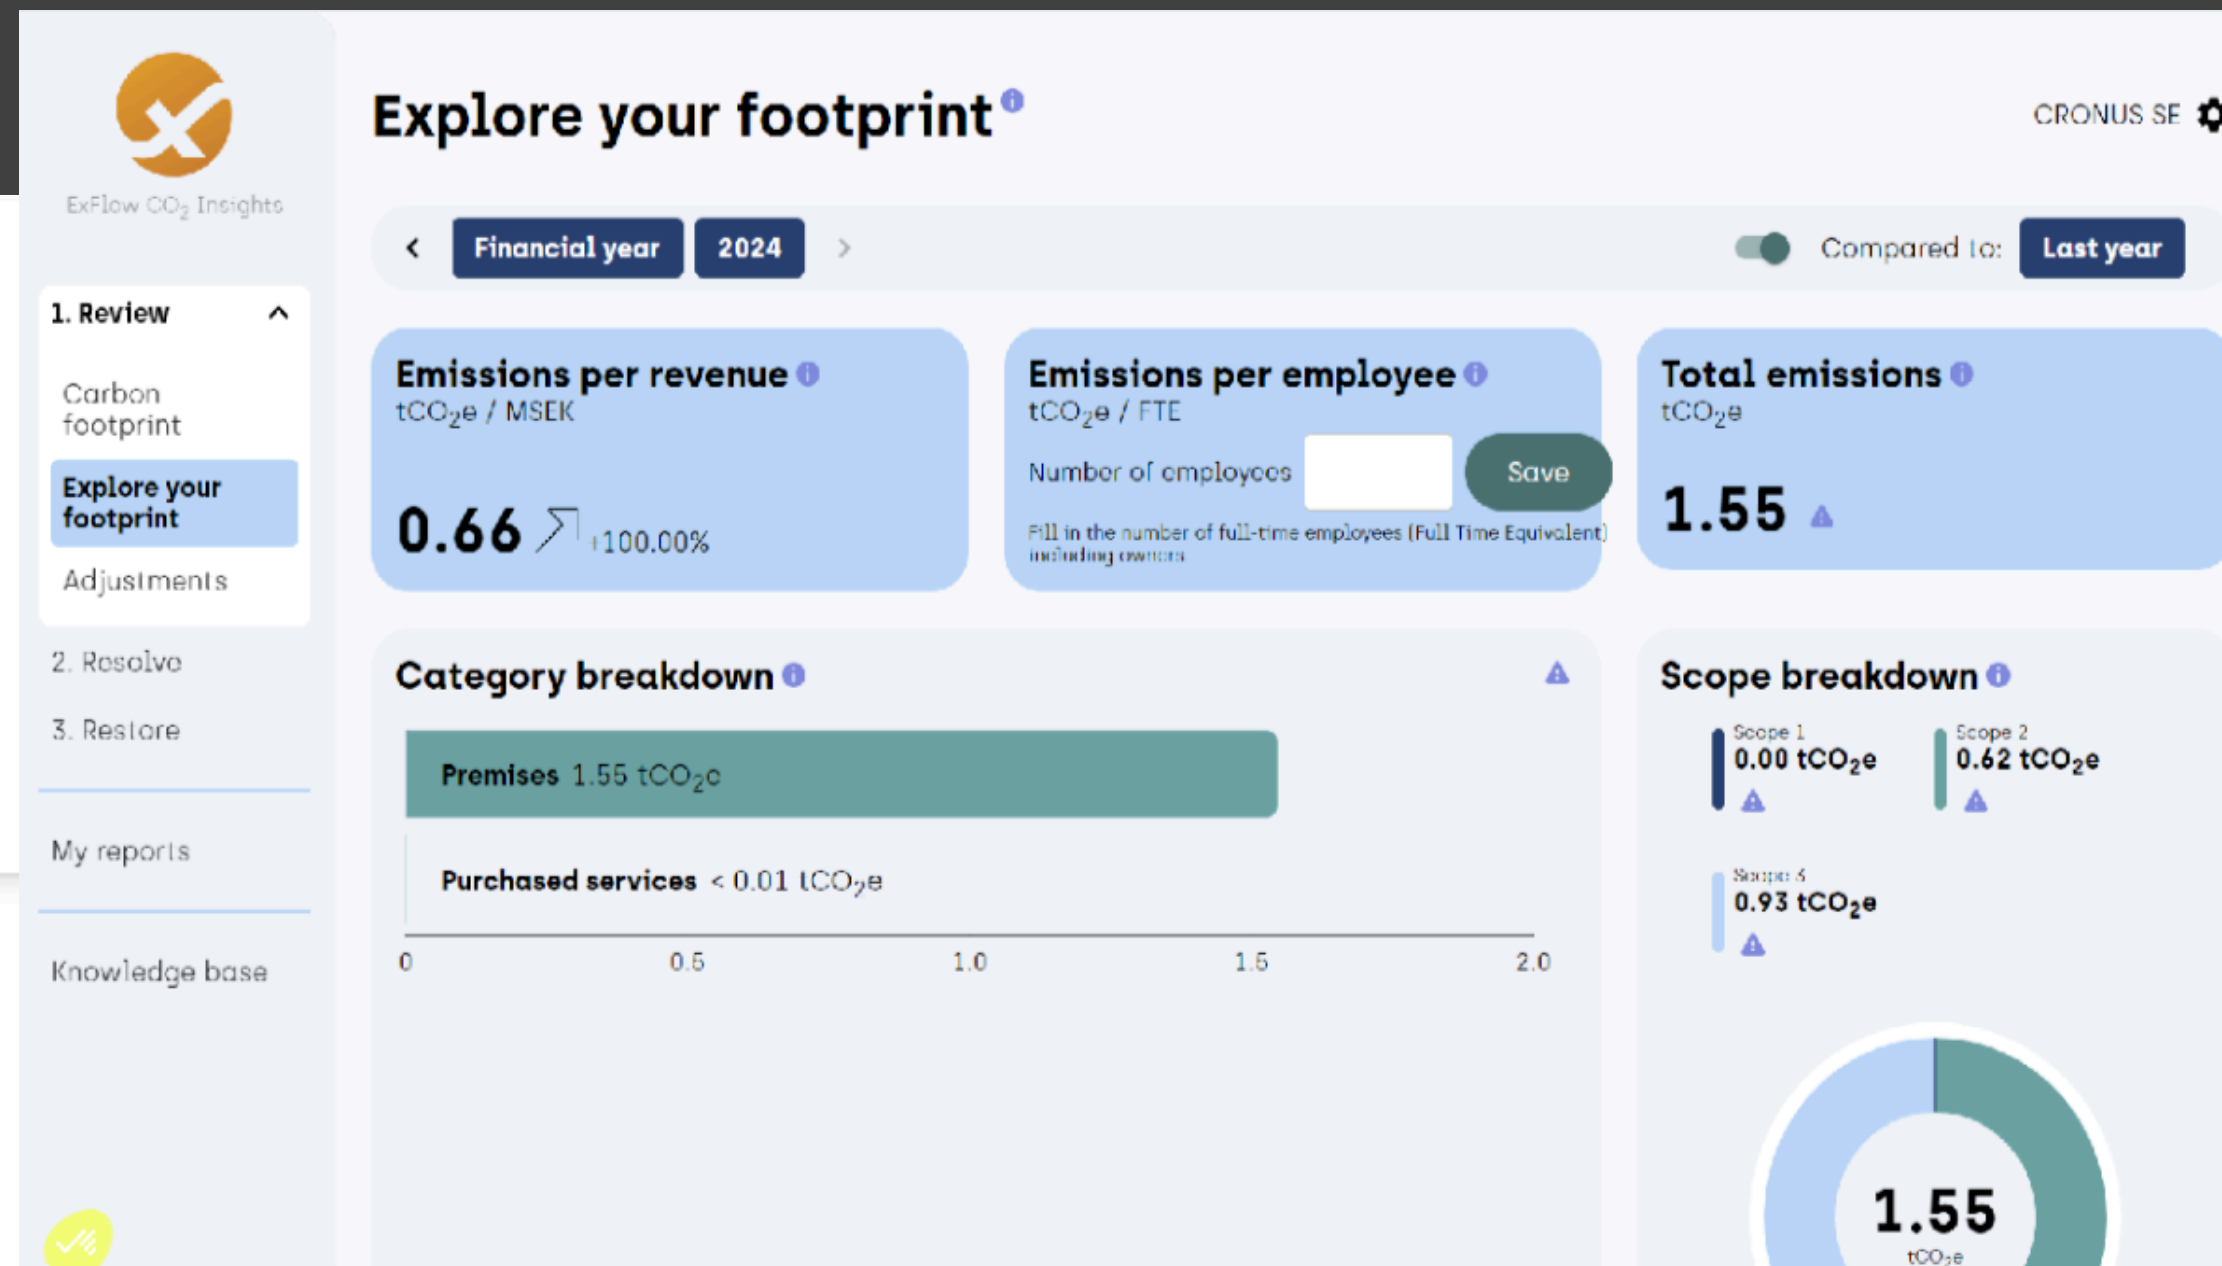 ExFlow CO₂ Insights
1. Review
Carbon
footprint
Explore your
footprint
Adjustments
2. Resolve
3. Restore
My reports
Knowledge base
Explore your footprint
CRONUS SE
Financial year
2024
Compared to:
Last year
Emissions per revenue
tCO₂e / MSEK
0.66 +100.00%
Emissions per employee
tCO₂e / FTE
Number of employees
Save
Fill in the number of full-time employees (Full Time Equivalent)
including owners
Total emissions
tCO₂e
1.55
Category breakdown
Premises 1.55 tCO₂e
Purchased services < 0.01 tCO₂e
0 0.5 1.0 1.5 2.0
Scope breakdown
Scope 1
0.00 tCO₂e
Scope 2
0.62 tCO₂e
Scope 3
0.93 tCO₂e
1.55
tCO₂e